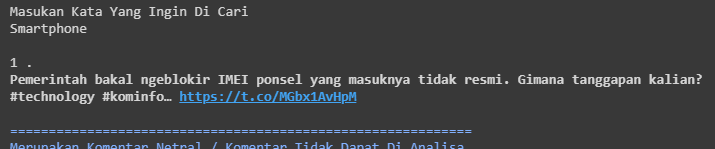 Masukan Kata Yang Ingin Di Cari
Smartphone
1 .
Pemerintah bakal ngeblokir IMEI ponsel yang masuknya tidak resmi. Gimana tanggapan kalian?
#technology #kominfo… https://t.co/MGbx1AvHpM
============================================================
Merupakan Komentar Netral / Komentar Tidak Dapat Di Analisa